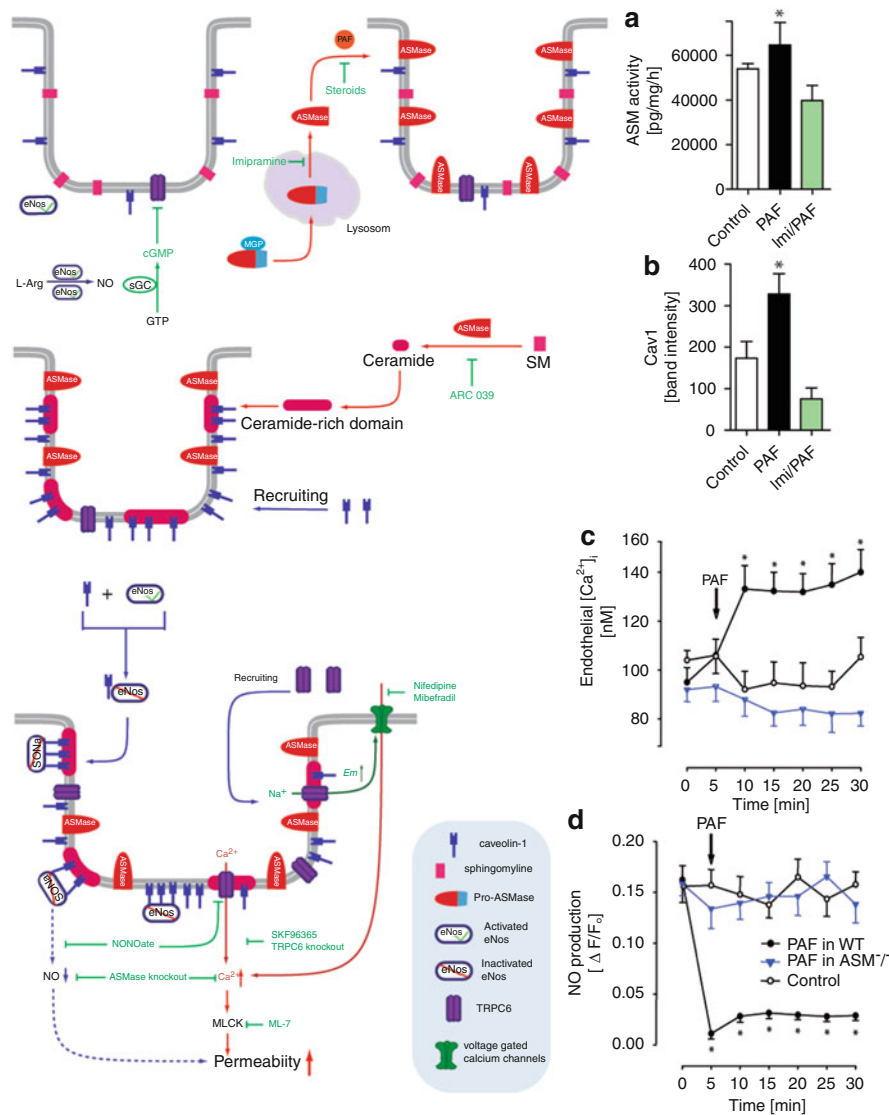 PAF
ASMase
Steroids
ASMase
ASMase
ASMase
ASMase
ASMase
Imipramine
ASMase
ASMase
Lysosom
eNos
MGP
cGMP
L-Arg
eNos
eNos
NO
sGC
GTP
ASMase
ASMase
ASMase
Ceramide
SM
ARC 039
Ceramide-rich domain
ASMase
ASMase
Recruiting
+
eNos
eNos
Recruiting
Nifedipine
Mibefradil
eNos
ASMase
Em
Na+
ASMase
ASMase
ASMase
Ca2+
eNos
eNos
NONOate
SKF96365
TRPC6 knockout
NO
ASMase knockout
Ca2+
MLCK
ML-7
Permeabiity
caveolin-1
sphingomyline
Pro-ASMase
eNos
Activated
eNos
eNos
Inactivated
eNos
TRPC6
voltage gated
calcium channels
a
ASM activity
[pg/mg/h]
60000
40000
20000
0
*
Control
PAF
Imi/PAF
b
Cav1
[band intensity]
400
300
200
100
0
*
Control
PAF
Imi/PAF
c
Endothelial [Ca2+]i
[nM]
160
140
120
100
80
PAF
* * * * *
0 5 10 15 20 25 30
Time [min]
d
NO production
[ Δ F/Fo]
0.20
0.15
0.10
0.05
0.00
PAF
PAF in WT
PAF in ASM-/-
Control
* * * * * *
0 5 10 15 20 25 30
Time [min]